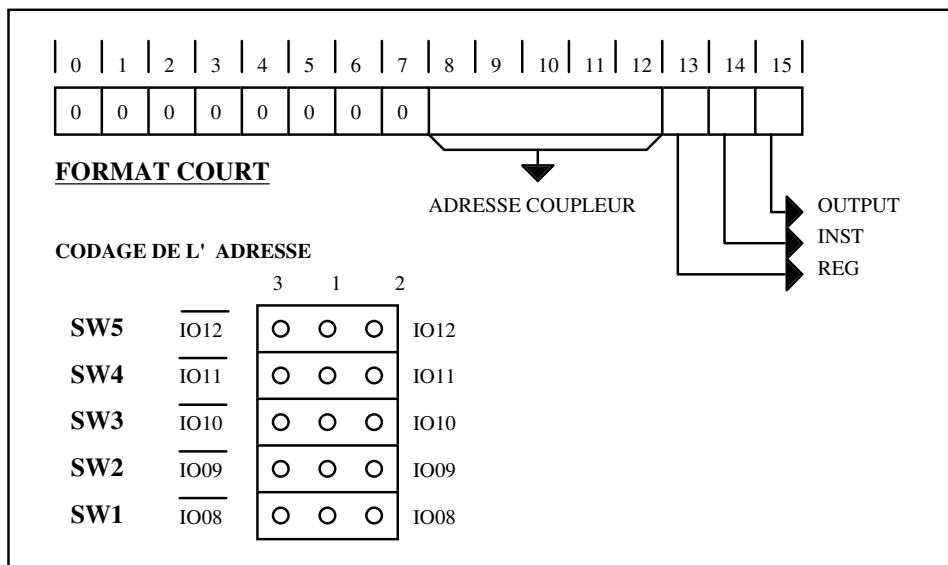 0 1 2 3 4 5 6 7 8 9 10 11 12 13 14 15
0 0 0 0 0 0 0 0
FORMAT COURT
ADRESSE COUPLEUR
OUTPUT
INST
REG
CODAGE DE L' ADRESSE
3 1 2
SW5 IO12 IO12
SW4 IO11 IO11
SW3 IO10 IO10
SW2 IO09 IO09
SW1 IO08 IO08